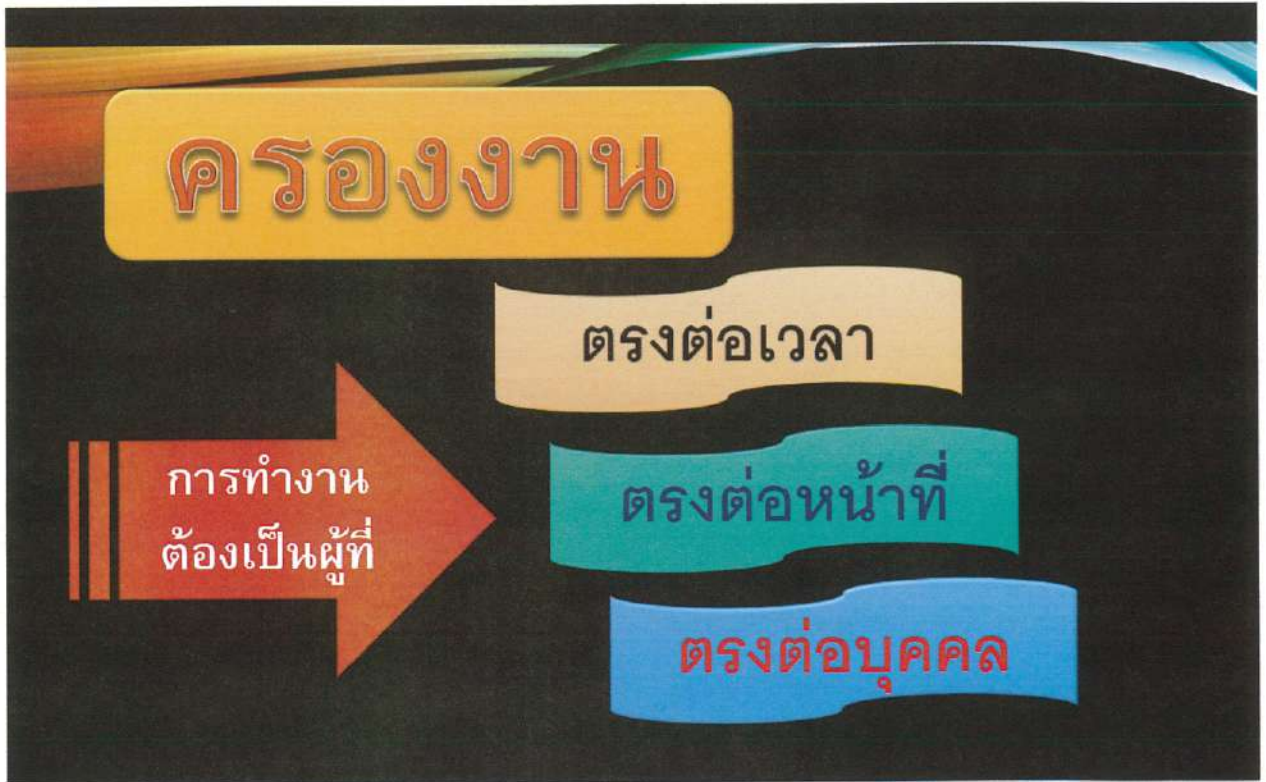 ครองงาน
ตรงต่อเวลา
การทำงาน
ต้องเป็นผู้ที่
ตรงต่อหน้าที่
ตรงต่อบุคคล